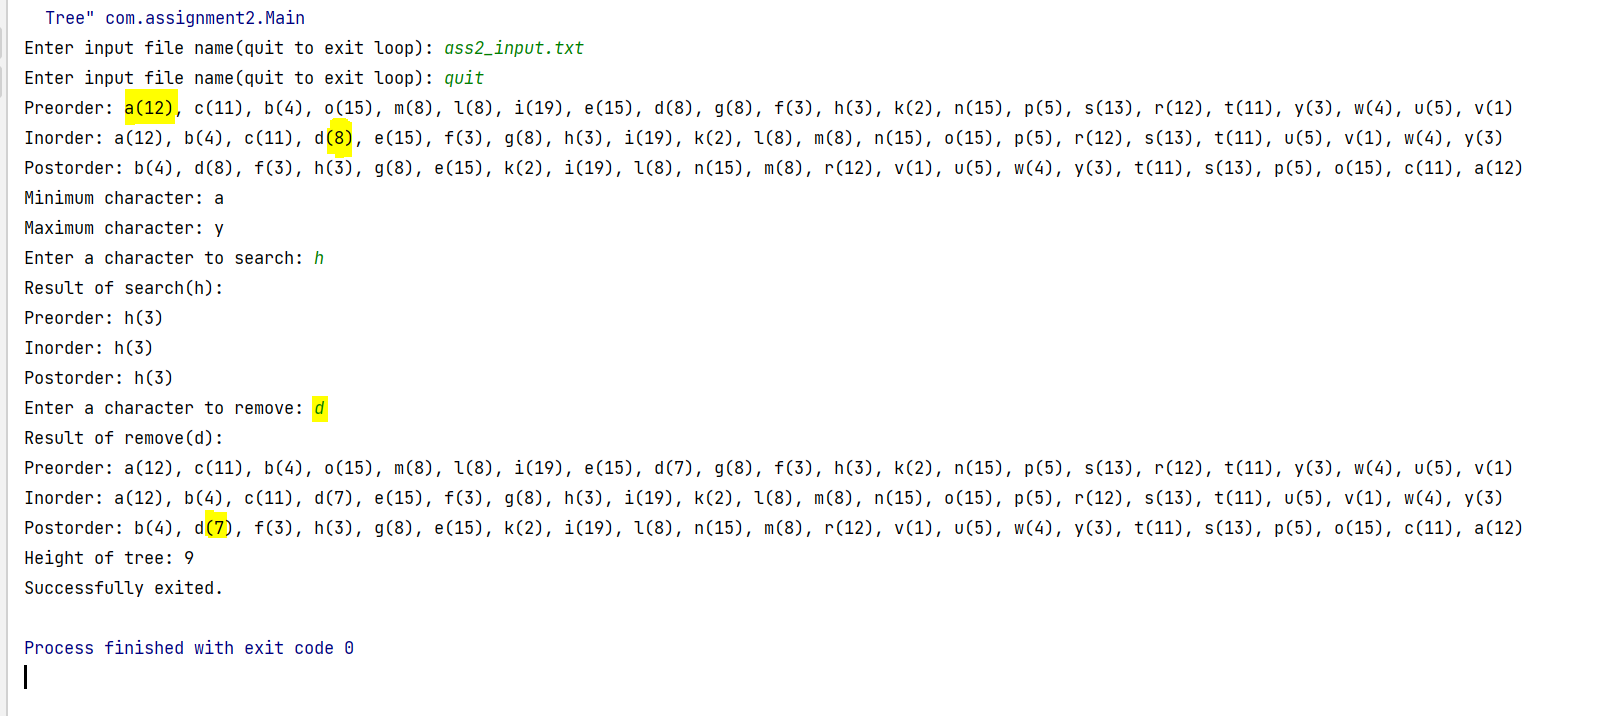 Tree" com.assignment2.Main
Enter input file name(quit to exit loop): ass2_input.txt
Enter input file name(quit to exit loop): quit
Preorder: a(12), c(11), b(4), o(15), m(8), l(8), i(19), e(15), d(8), g(8), f(3), h(3), k(2), n(15), p(5), s(13), r(12), t(11), y(3), w(4), u(5), v(1)
Inorder: a(12), b(4), c(11), d(8), e(15), f(3), g(8), h(3), i(19), k(2), l(8), m(8), n(15), o(15), p(5), r(12), s(13), t(11), u(5), v(1), w(4), y(3)
Postorder: b(4), d(8), f(3), h(3), g(8), e(15), k(2), i(19), l(8), n(15), m(8), r(12), v(1), u(5), w(4), y(3), t(11), s(13), p(5), o(15), c(11), a(12)
Minimum character: a
Maximum character: y
Enter a character to search: h
Result of search(h):
Preorder: h(3)
Inorder: h(3)
Postorder: h(3)
Enter a character to remove: d
Result of remove(d):
Preorder: a(12), c(11), b(4), o(15), m(8), l(8), i(19), e(15), d(7), g(8), f(3), h(3), k(2), n(15), p(5), s(13), r(12), t(11), y(3), w(4), u(5), v(1)
Inorder: a(12), b(4), c(11), d(7), e(15), f(3), g(8), h(3), i(19), k(2), l(8), m(8), n(15), o(15), p(5), r(12), s(13), t(11), u(5), v(1), w(4), y(3)
Postorder: b(4), d(7), f(3), h(3), g(8), e(15), k(2), i(19), l(8), n(15), m(8), r(12), v(1), u(5), w(4), y(3), t(11), s(13), p(5), o(15), c(11), a(12)
Height of tree: 9
Successfully exited.
Process finished with exit code 0